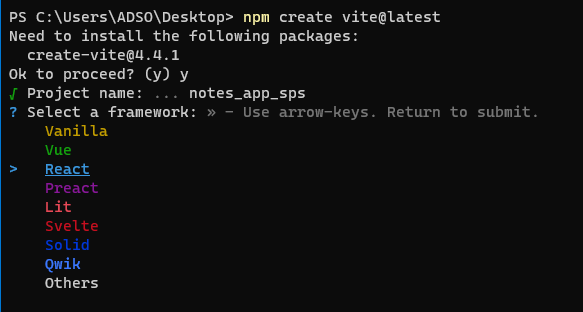 PS C:\Users\ADSO\Desktop> npm create vite@latest
Need to install the following packages:
  create-vite@4.4.1
Ok to proceed? (y) y
√ Project name: ... notes_app_sps
? Select a framework: » - Use arrow-keys. Return to submit.
    Vanilla
    Vue
>   React
    Preact
    Lit
    Svelte
    Solid
    Qwik
    Others